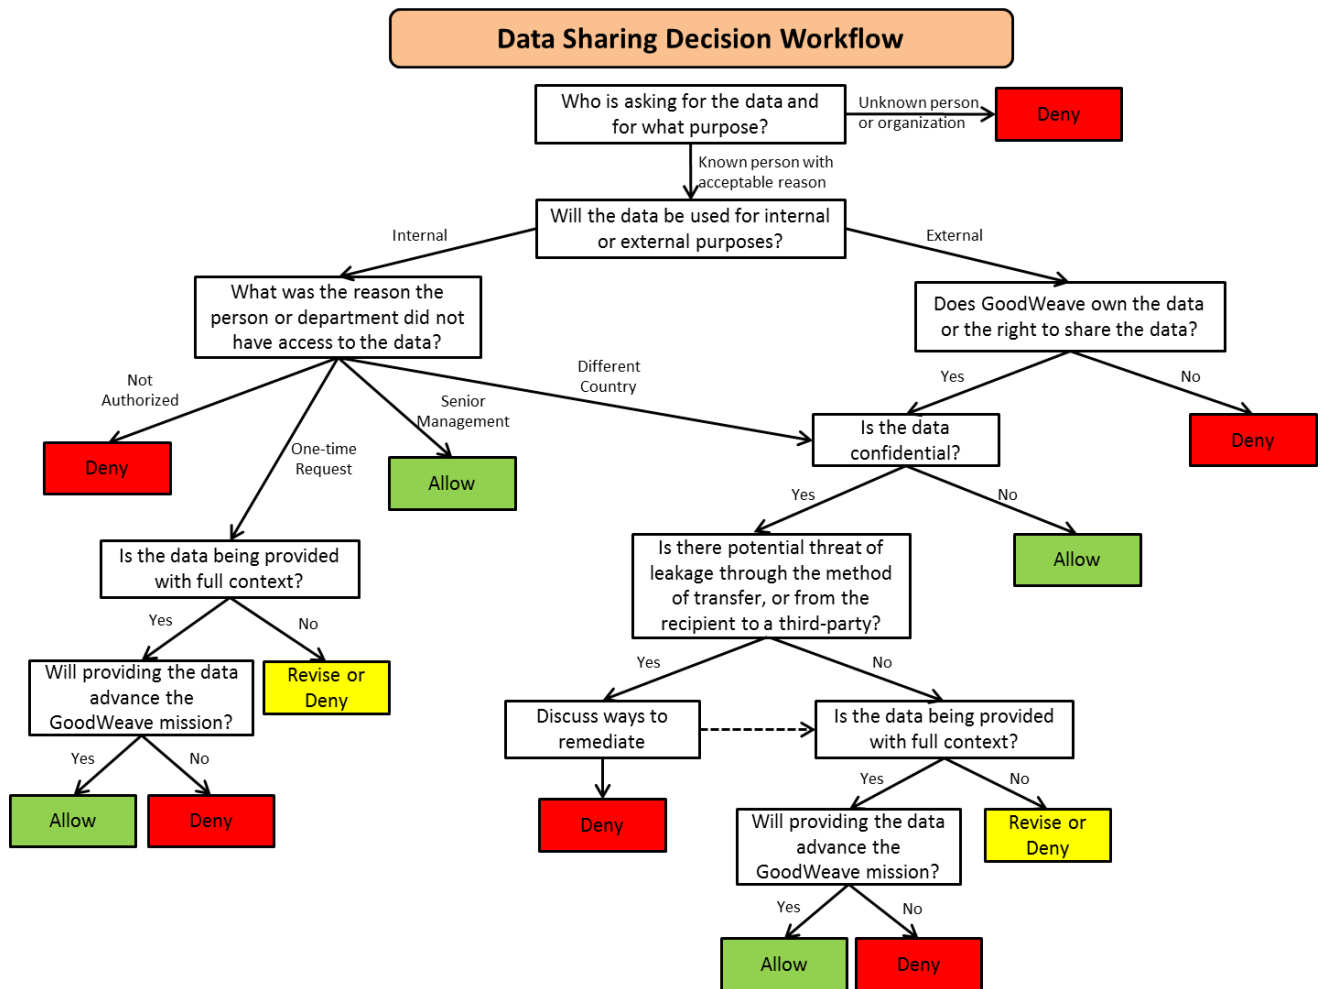 Data Sharing Decision Workflow
Who is asking for the data and
for what purpose?
Unknown person
or organization
Deny
Known person with
acceptable reason
Will the data be used for internal
or external purposes?
Internal
External
What was the reason the
person or department did not
have access to the data?
Does GoodWeave own the data
or the right to share the data?
Not
Authorized
One-time
Request
Senior
Management
Different
Country
Yes
No
Deny
Allow
Is the data
confidential?
Deny
Yes
No
Is the data being provided
with full context?
Is there potential threat of
leakage through the method
of transfer, or from the
recipient to a third-party?
Allow
Yes
No
Will providing the data
advance the
GoodWeave mission?
Revise or
Deny
Yes
No
Discuss ways to
remediate
Is the data being provided
with full context?
Yes
No
Allow
Deny
Deny
Yes
No
Will providing the data
advance the
GoodWeave mission?
Revise or
Deny
Yes
No
Allow
Deny